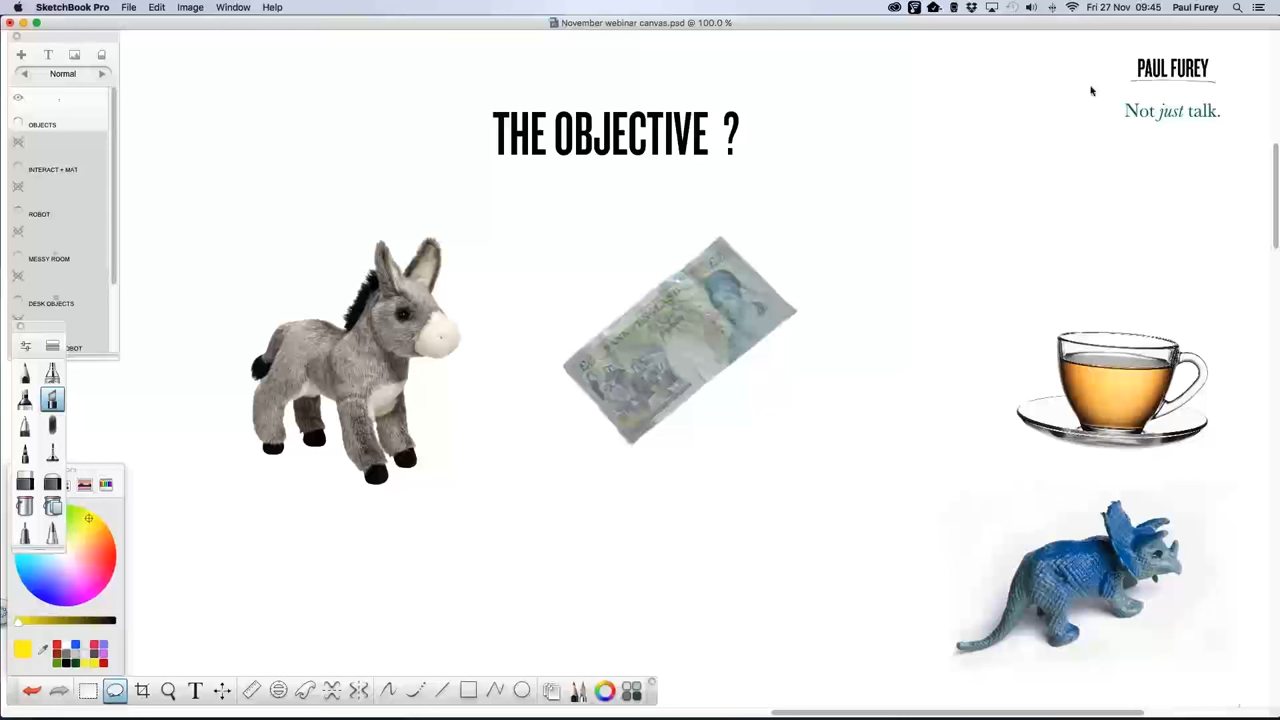 SketchBook Pro File Edit Image Window Help Fri 27 Nov 09:45 Paul Furey
November webinar canvas.psd @ 100.0 %
T
Normal
PAUL FUREY
Not just talk.
THE OBJECTIVE ?
OBJECTS
INTERACT + MAT
ROBOT
MESSY ROOM
DESK OBJECTS
OBOT
T